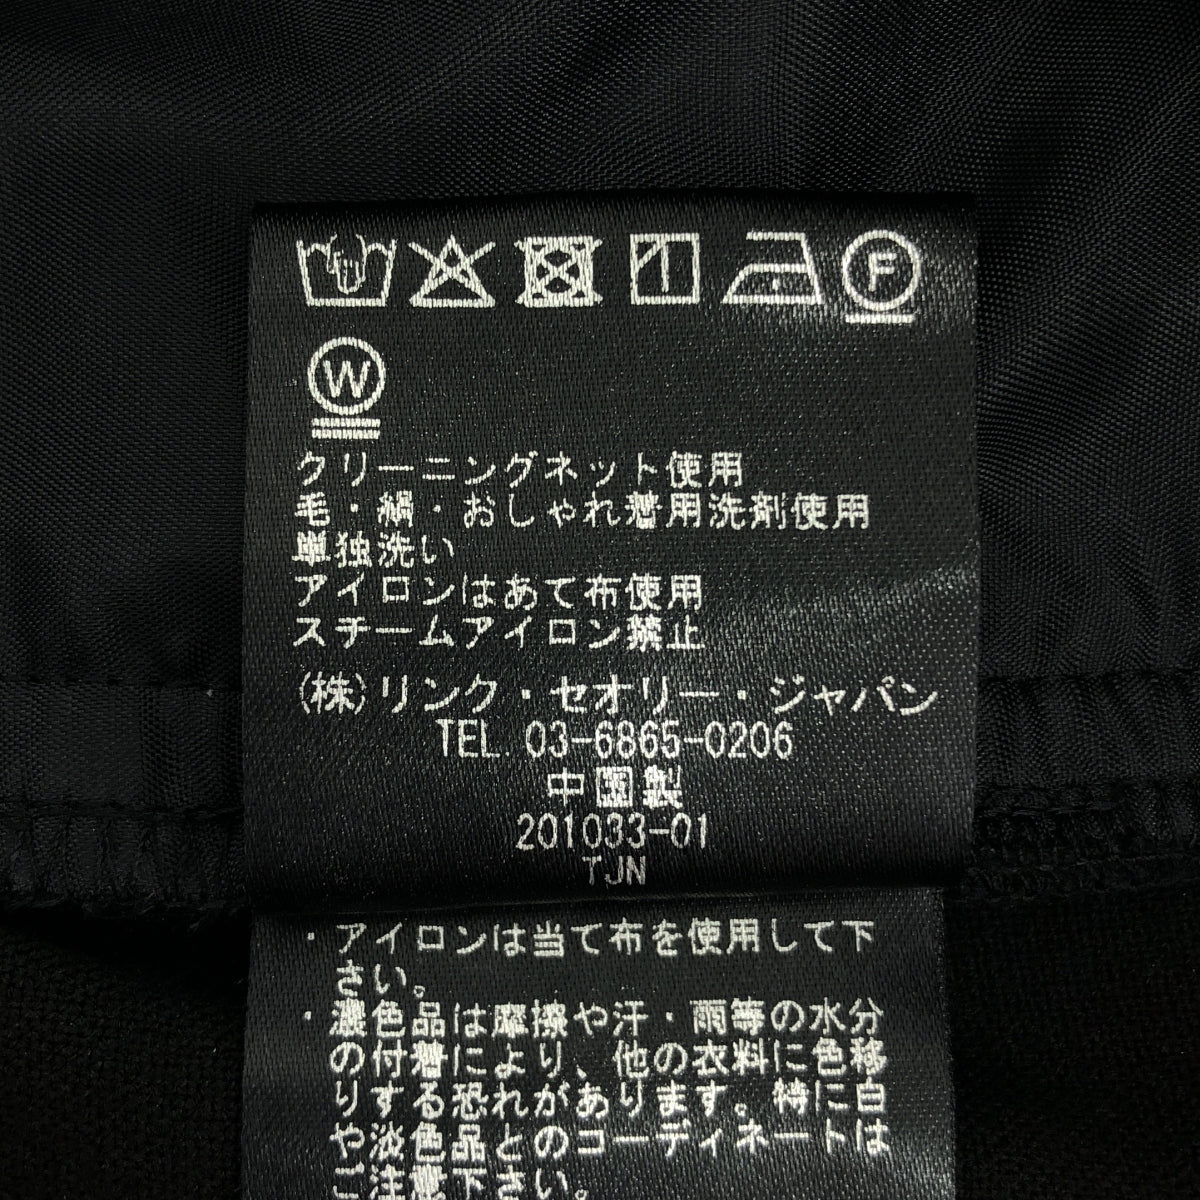 F
W
クリーニングネット使用
毛・絹・おしゃれ着用洗剤使用
単独洗い
アイロンはあて布使用
スチームアイロン禁止
(株)リンク・セオリー・ジャパン
TEL. 03-6865-0206
中国製
201033-01
TJN
・アイロンは当て布を使用して下
さい。
・濃色品は摩擦や汗・雨等の水分
の付着により、他の衣料に色移
りする恐れがあります。特に白
や淡色品とのコーディネートは
ご注意下さい。